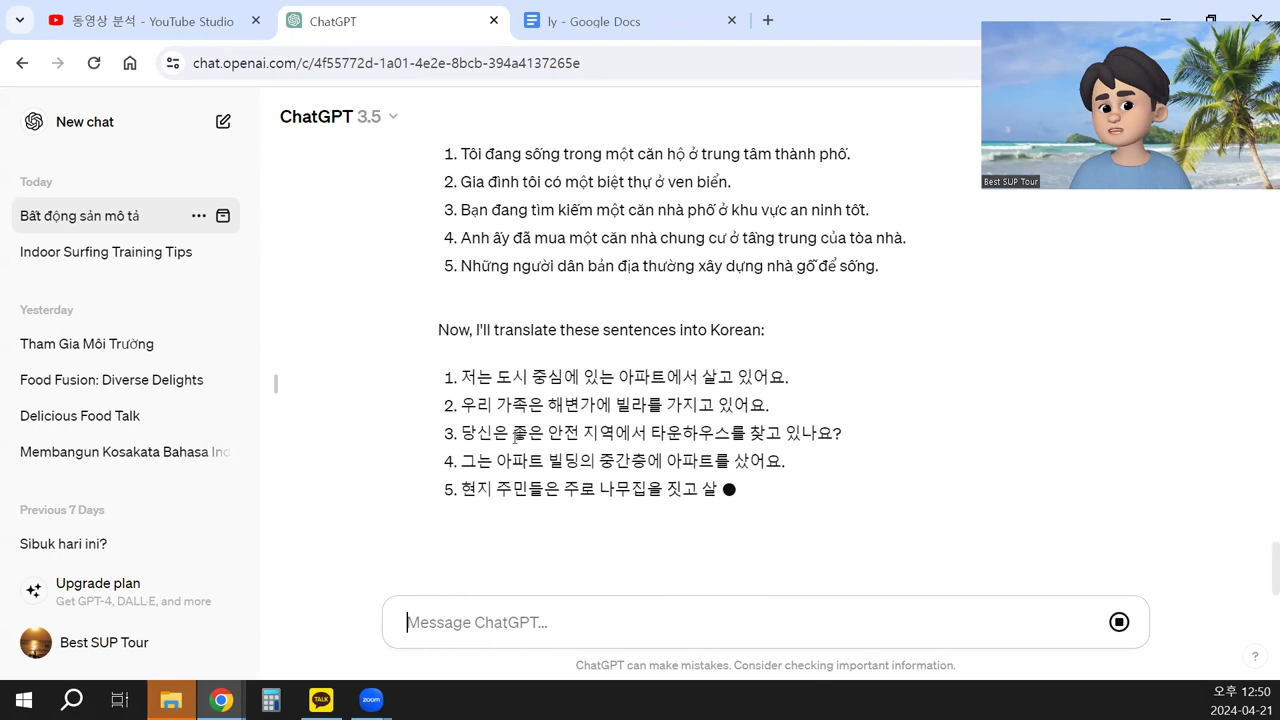 동영상 분석 - YouTube Studio
ChatGPT
ly - Google Docs
chat.openai.com/c/4f55772d-1a01-4e2e-8bcb-394a4137265e
New chat
Today
Bất động sản mô tả
Indoor Surfing Training Tips
Yesterday
Tham Gia Môi Trường
Food Fusion: Diverse Delights
Delicious Food Talk
Membangun Kosakata Bahasa Ind
Previous 7 Days
Sibuk hari ini?
Upgrade plan
Get GPT-4, DALL·E, and more
Best SUP Tour
ChatGPT 3.5
1. Tôi đang sống trong một căn hộ ở trung tâm thành phố.
2. Gia đình tôi có một biệt thự ở ven biển.
3. Bạn đang tìm kiếm một căn nhà phố ở khu vực an ninh tốt.
4. Anh ấy đã mua một căn nhà chung cư ở tầng trung của tòa nhà.
5. Những người dân bản địa thường xây dựng nhà gỗ để sống.
Now, I'll translate these sentences into Korean:
1. 저는 도시 중심에 있는 아파트에서 살고 있어요.
2. 우리 가족은 해변가에 빌라를 가지고 있어요.
3. 당신은 좋은 안전 지역에서 타운하우스를 찾고 있나요?
4. 그는 아파트 빌딩의 중간층에 아파트를 샀어요.
5. 현지 주민들은 주로 나무집을 짓고 살
Message ChatGPT...
ChatGPT can make mistakes. Consider checking important information.
?
Best SUP Tour
TALK
zoom
오후 12:50
2024-04-21